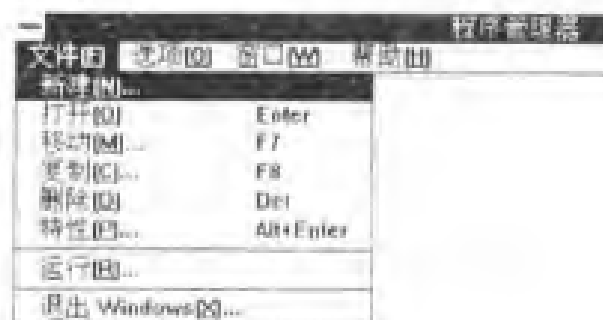 程序管理器
文件(F) 选项(O) 窗口(W) 帮助(H)
新建(N)...
打开(O) Enter
移动(M)... F7
复制(C)... F8
删除(D) Del
特性(P)... Alt+Enter
运行(R)...
退出 Windows(X)...